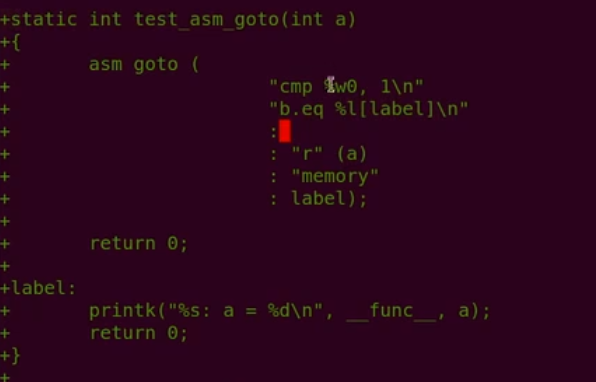 +static int test_asm_goto(int a)
+{
+ asm goto (
+ "cmp %w0, 1\n"
+ "b.eq %l[label]\n"
+ :
+ : "r" (a)
+ : "memory"
+ : label);
+
+ return 0;
+
+label:
+ printk("%s: a = %d\n", __func__, a);
+ return 0;
+}
+